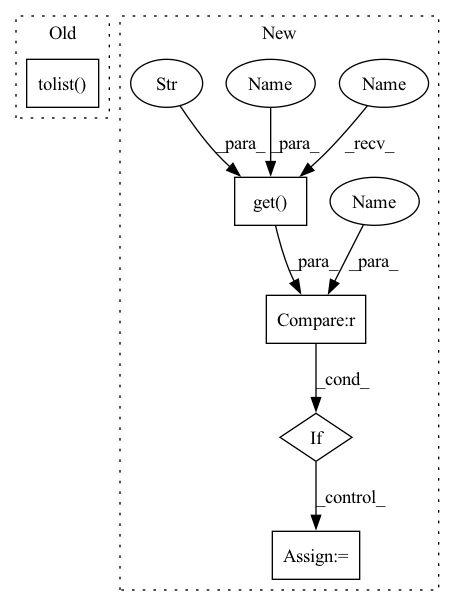 Old
New
tolist()
Str
Name
Name
_para_
_para_
_recv_
get()
Name
_para_
_para_
Compare:r
_cond_
If
_control_
Assign:=